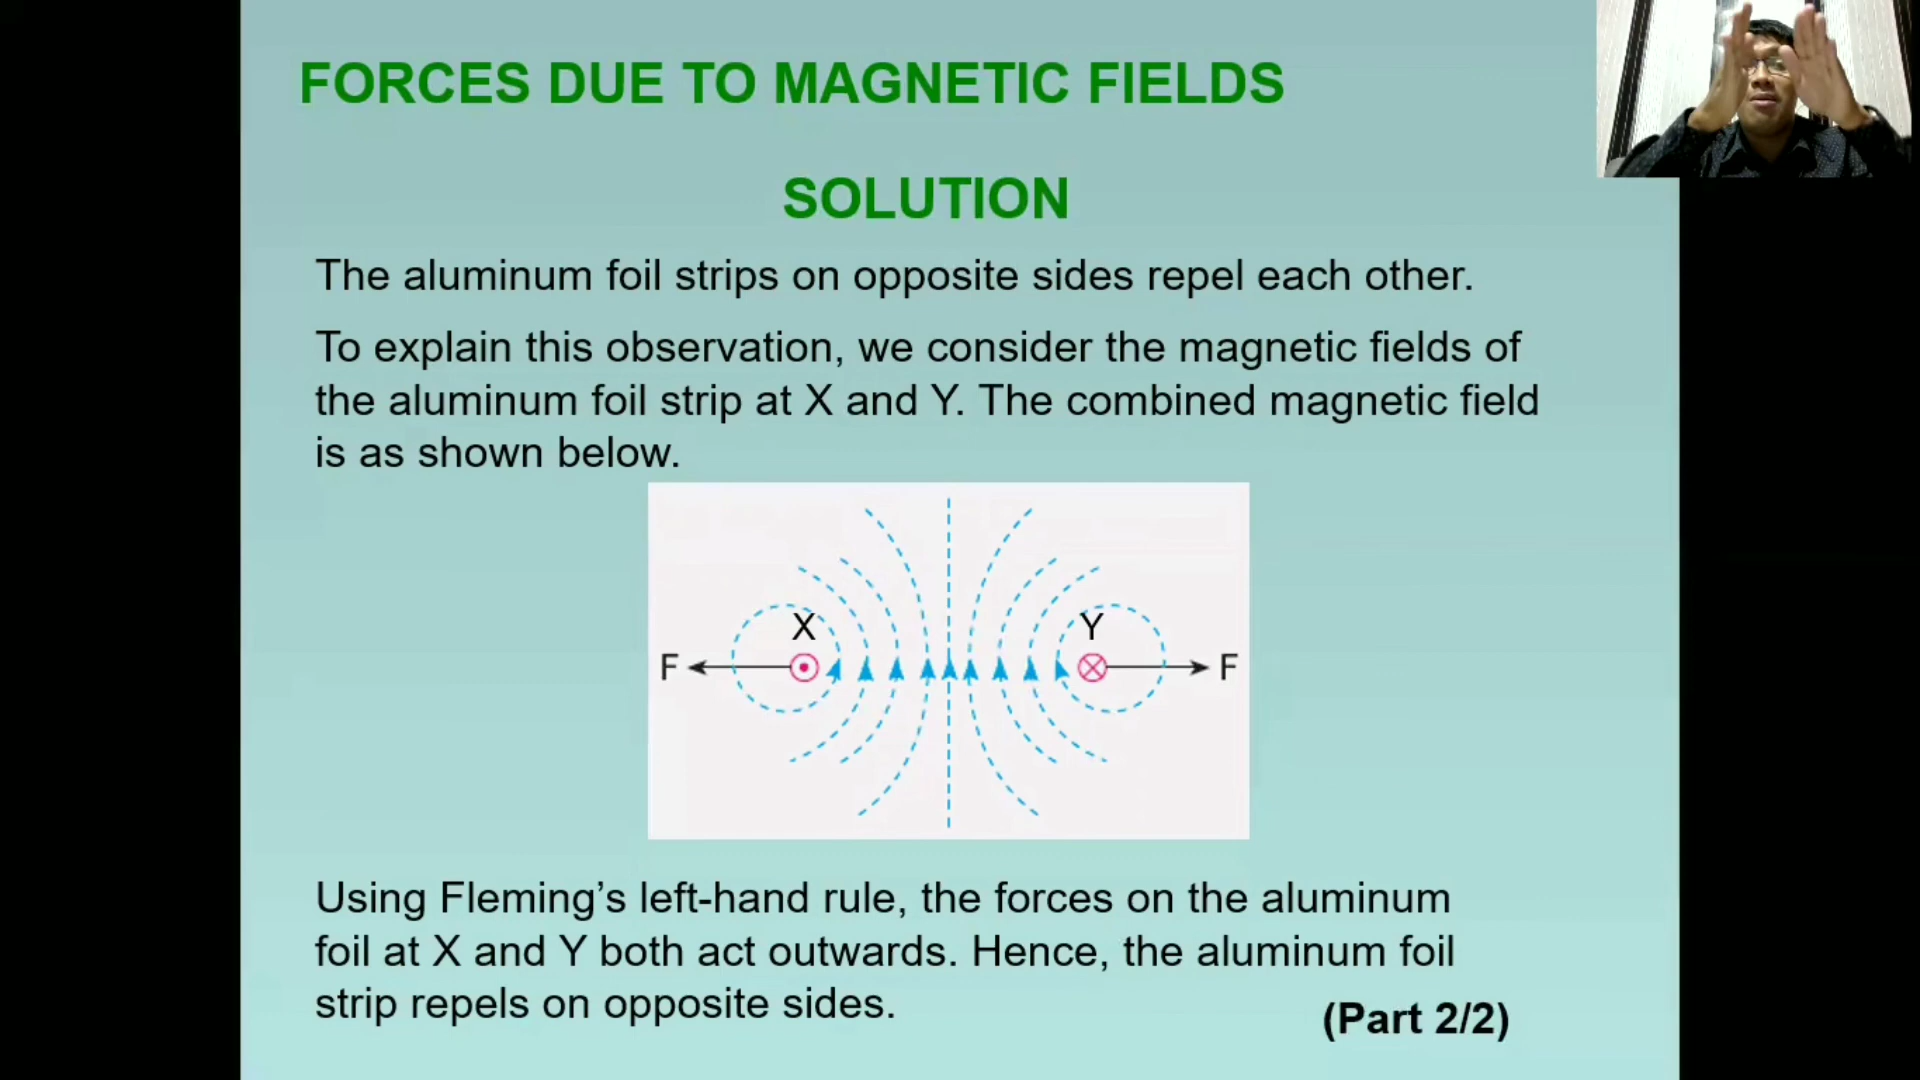 FORCES DUE TO MAGNETIC FIELDS
SOLUTION
The aluminum foil strips on opposite sides repel each other.
To explain this observation, we consider the magnetic fields of
the aluminum foil strip at X and Y. The combined magnetic field
is as shown below.
X Y
F F
Using Fleming’s left-hand rule, the forces on the aluminum
foil at X and Y both act outwards. Hence, the aluminum foil
strip repels on opposite sides.
(Part 2/2)